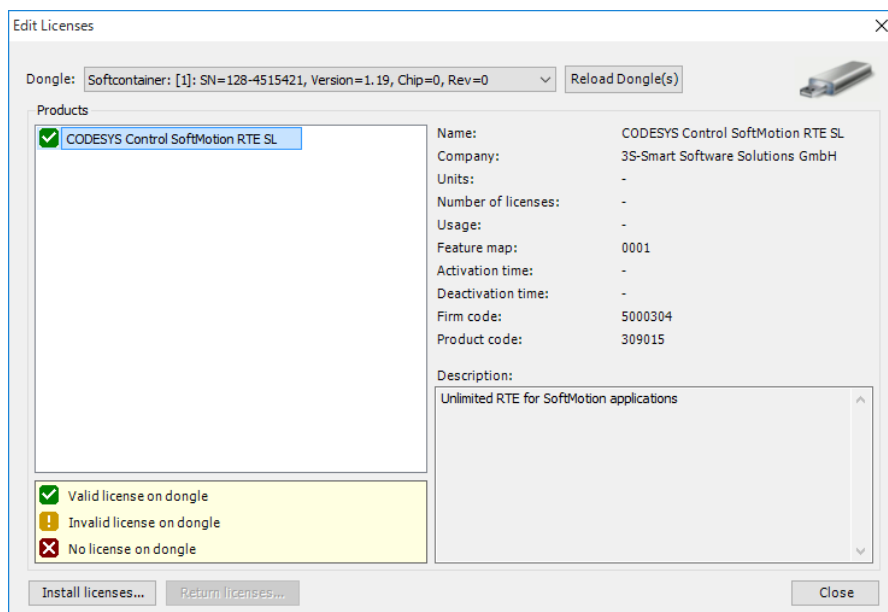 Edit Licenses
Dongle: Softcontainer: [1]: SN=128-4515421, Version=1.19, Chip=0, Rev=0 Reload Dongle(s)
Products
CODESYS Control SoftMotion RTE SL
Name: CODESYS Control SoftMotion RTE SL
Company: 3S-Smart Software Solutions GmbH
Units: -
Number of licenses: -
Usage: -
Feature map: 0001
Activation time: -
Deactivation time: -
Firm code: 5000304
Product code: 309015
Description:
Unlimited RTE for SoftMotion applications
Valid license on dongle
Invalid license on dongle
No license on dongle
Install licenses... Return licenses... Close